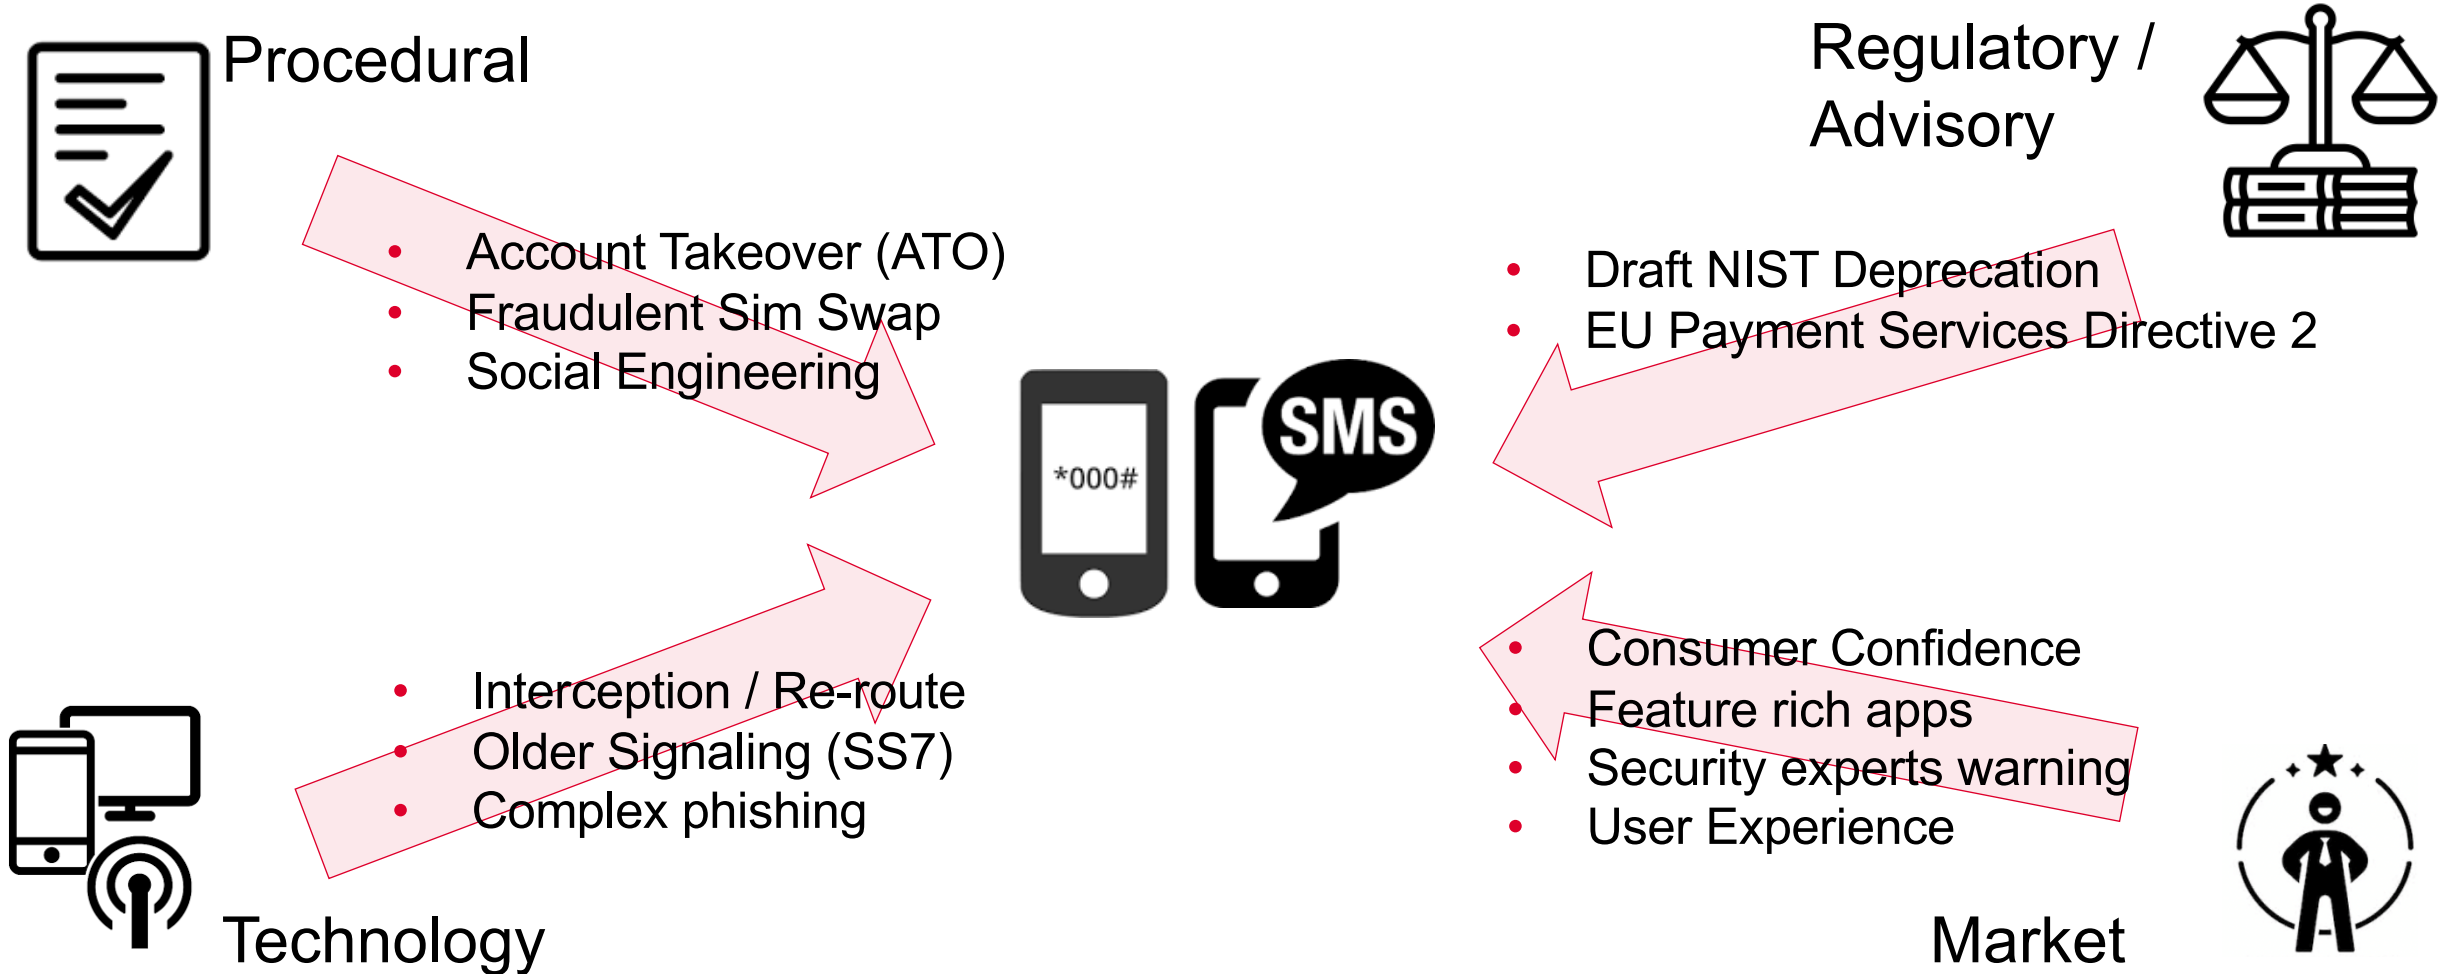 Procedural
• Account Takeover (ATO)
• Fraudulent Sim Swap
• Social Engineering
Regulatory /
Advisory
• Draft NIST Deprecation
• EU Payment Services Directive 2
*000#
SMS
• Interception / Re-route
• Older Signaling (SS7)
• Complex phishing
Technology
• Consumer Confidence
• Feature rich apps
• Security experts warning
• User Experience
Market